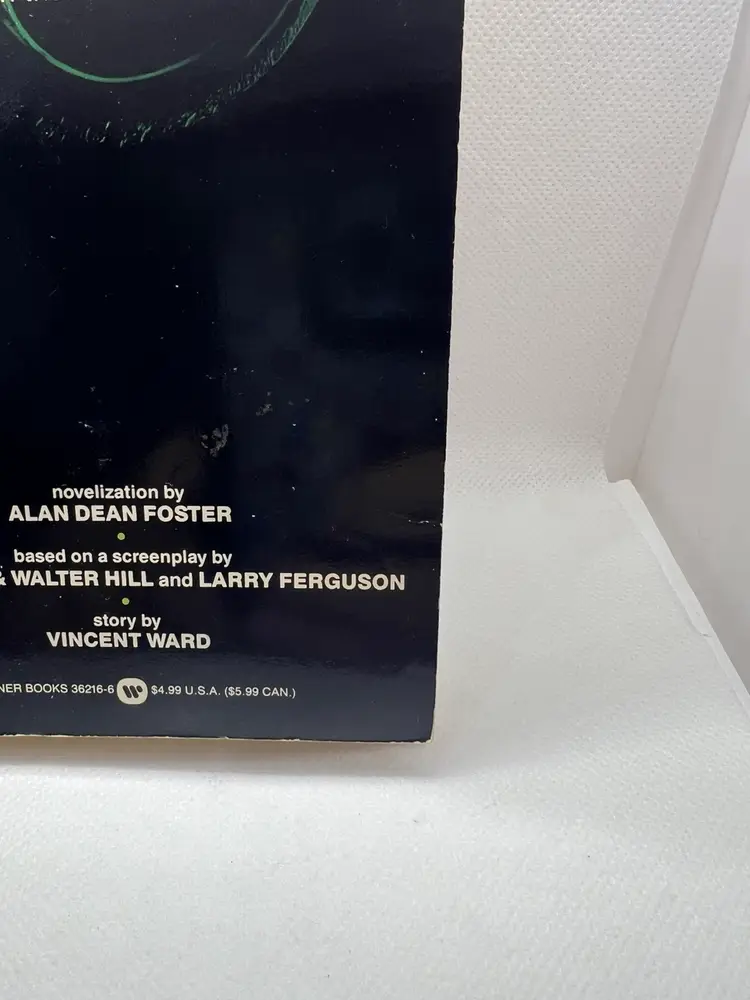 novelization by
ALAN DEAN FOSTER
based on a screenplay by
& WALTER HILL and LARRY FERGUSON
story by
VINCENT WARD
NER BOOKS 36216-6 W $4.99 U.S.A. ($5.99 CAN.)